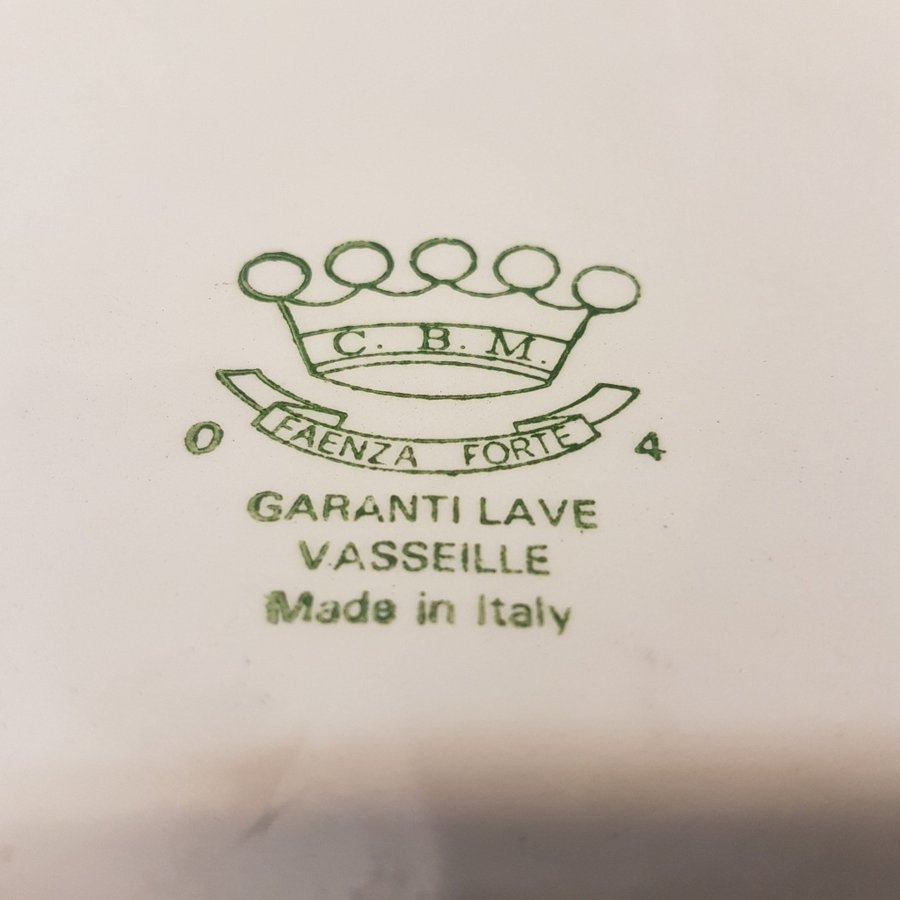 C. B. M.
FAENZA FORTE
0 4
GARANTI LAVE
VASSEILLE
Made in Italy